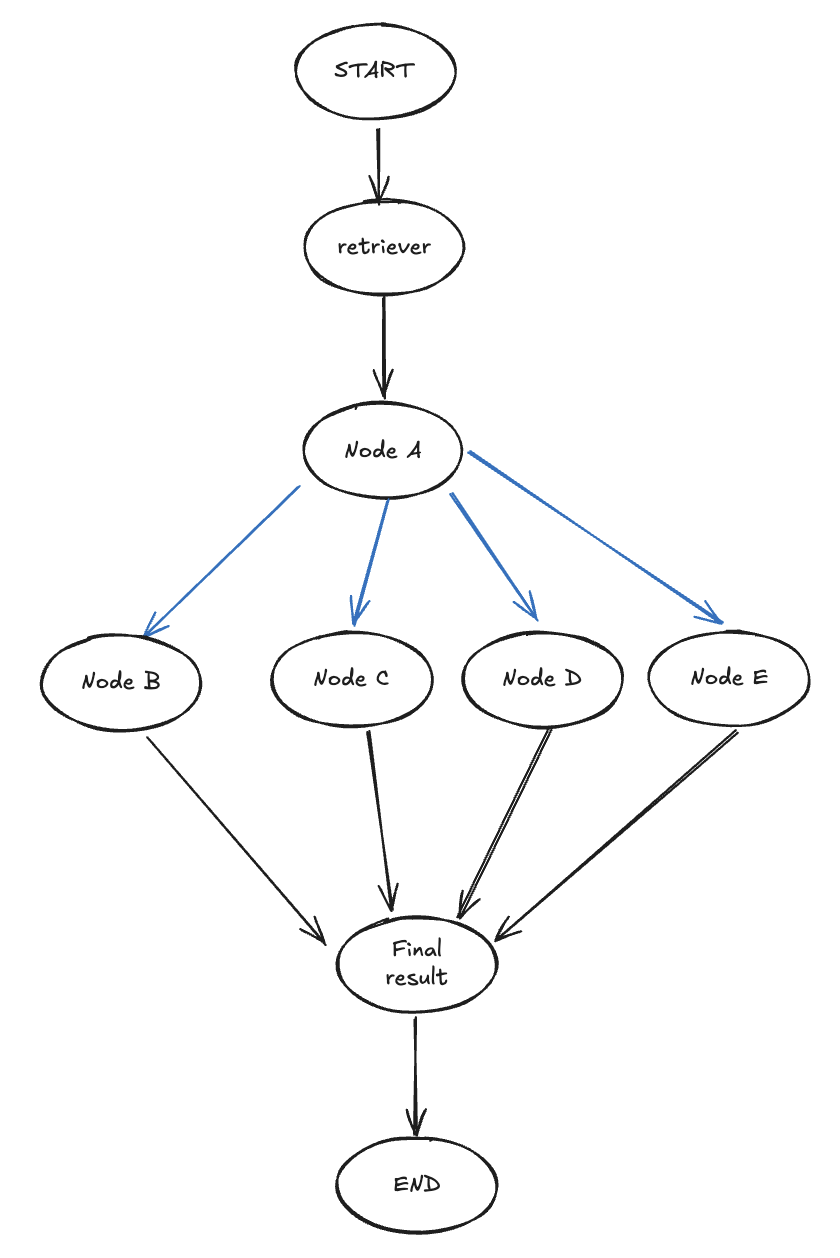 START
retriever
Node A
Node B
Node C
Node D
Node E
Final
result
END